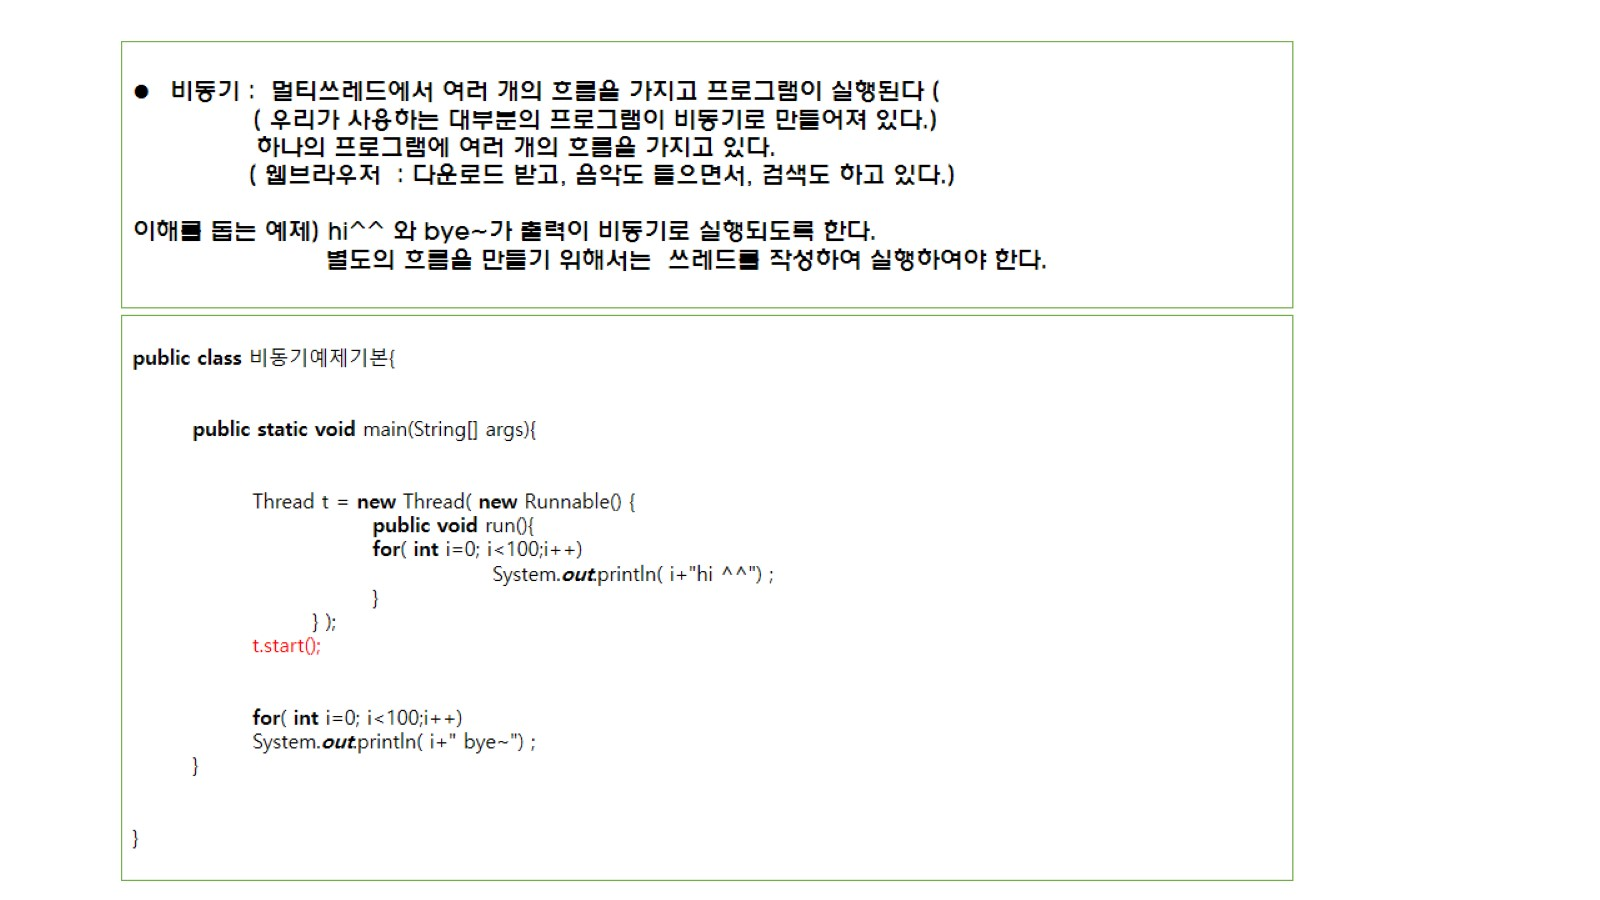 ● 비동기 : 멀티쓰레드에서 여러 개의 흐름을 가지고 프로그램이 실행된다 (
( 우리가 사용하는 대부분의 프로그램이 비동기로 만들어져 있다.)
하나의 프로그램에 여러 개의 흐름을 가지고 있다.
( 웹브라우저 : 다운로드 받고, 음악도 들으면서, 검색도 하고 있다.)
이해를 돕는 예제) hi^^ 와 bye~가 출력이 비동기로 실행되도록 한다.
별도의 흐름을 만들기 위해서는 쓰레드를 작성하여 실행하여야 한다.
public class 비동기예제기본{
public static void main(String[] args){
Thread t = new Thread( new Runnable() {
public void run(){
for( int i=0; i<100;i++)
System.out.println( i+"hi ^^") ;
}
} );
t.start();
for( int i=0; i<100;i++)
System.out.println( i+" bye~") ;
}
}